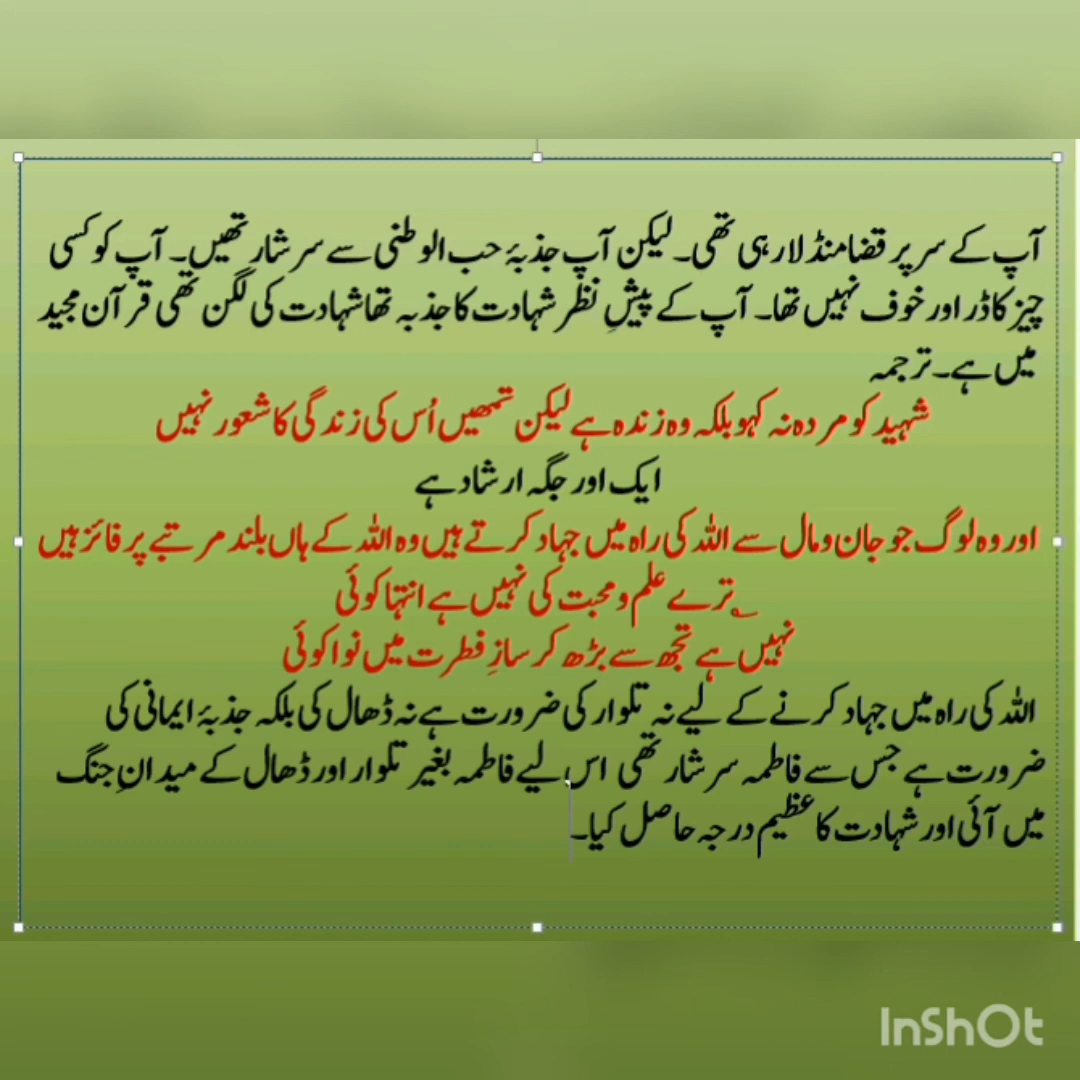 آپ کے سر پر قضا منڈلا رہی تھی۔ لیکن آپ جذبۂ حب الوطنی سے سرشار تھیں۔ آپ کو کسی
چیز کا ڈر اور خوف نہیں تھا۔ آپ کے پیشِ نظر شہادت کا جذبہ تھا شہادت کی لگن تھی قرآن مجید
میں ہے۔ ترجمہ
شہید کو مردہ نہ کہو بلکہ وہ زندہ ہے لیکن تمھیں اُس کی زندگی کا شعور نہیں
ایک اور جگہ ارشاد ہے
اور وہ لوگ جو جان و مال سے اللہ کی راہ میں جہاد کرتے ہیں وہ اللہ کے ہاں بلند مرتبے پر فائز ہیں
؂ ترے علم و محبت کی نہیں ہے انتہا کوئی
نہیں ہے تجھ سے بڑھ کر سازِ فطرت میں نوا کوئی
اللہ کی راہ میں جہاد کرنے کے لیے نہ تلوار کی ضرورت ہے نہ ڈھال کی بلکہ جذبۂ ایمانی کی
ضرورت ہے جس سے فاطمہ سرشار تھی اس لیے فاطمہ بغیر تلوار اور ڈھال کے میدانِ جنگ
میں آئی اور شہادت کا عظیم درجہ حاصل کیا۔
InShOt